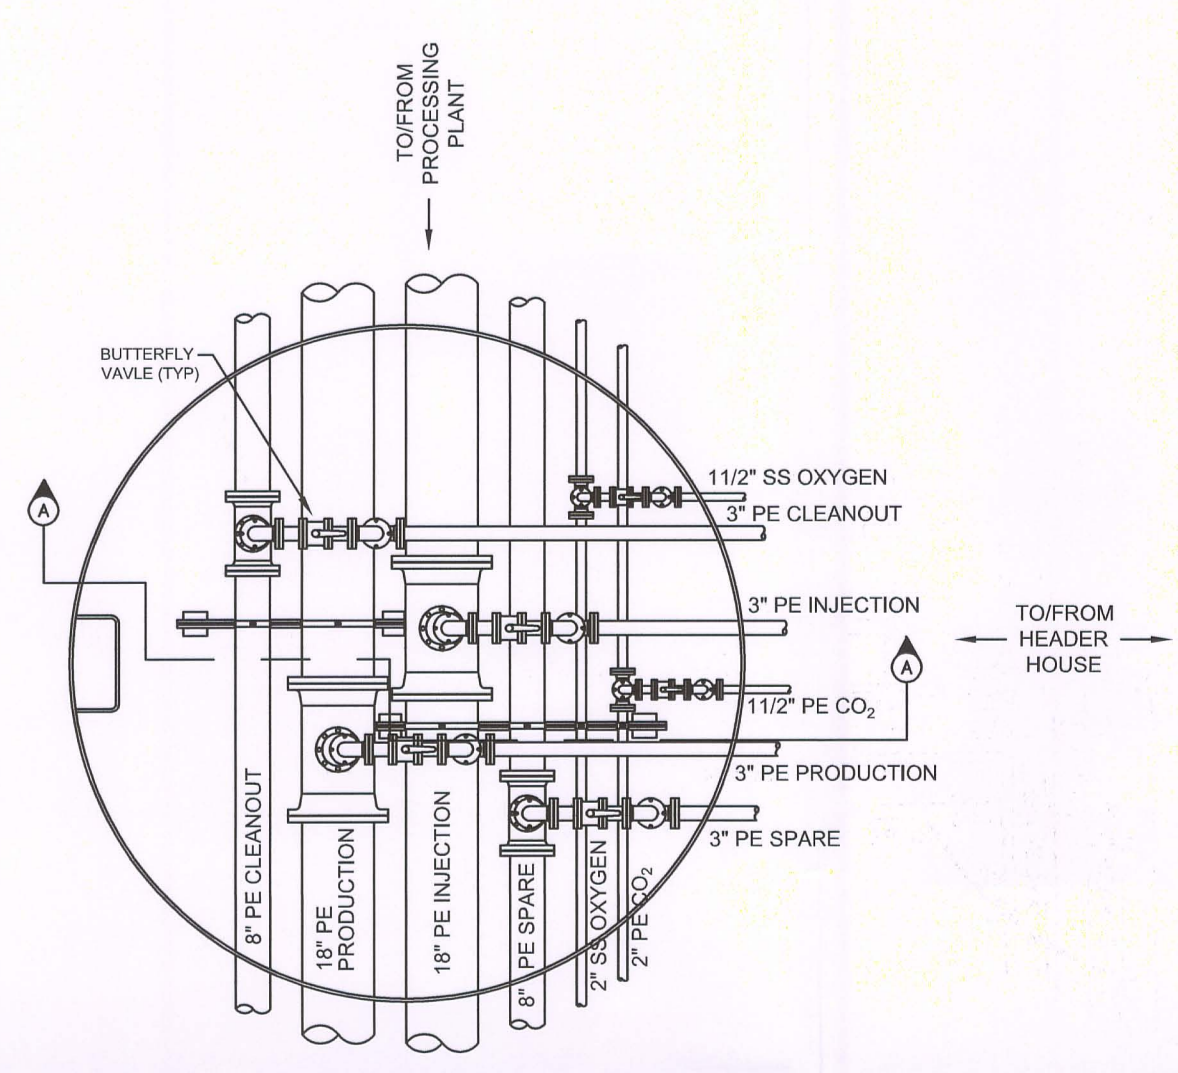 TO/FROM
PROCESSING
PLANT
BUTTERFLY
VAVLE (TYP)
A
11/2" SS OXYGEN
3" PE CLEANOUT
3" PE INJECTION
TO/FROM
HEADER
HOUSE
A
11/2" PE CO₂
3" PE PRODUCTION
3" PE SPARE
8" PE CLEANOUT
18" PE
PRODUCTION
18" PE INJECTION
8" PE SPARE
2" SS OXYGEN
2" PE CO₂